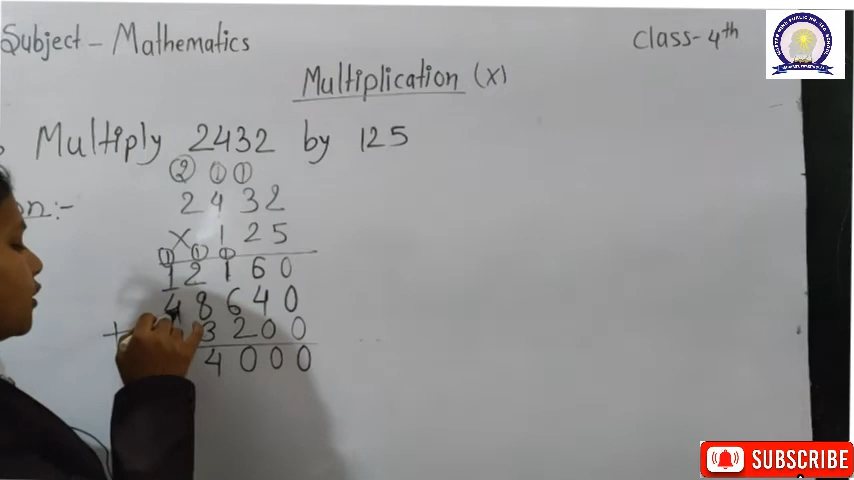 Subject - Mathematics
Class - 4th
Multiplication (x)
Multiply 2432 by 125
on:-
2 1 1
2432
x 125
1 1 1
12160
48640
+ 3200
4000
SUBSCRIBE